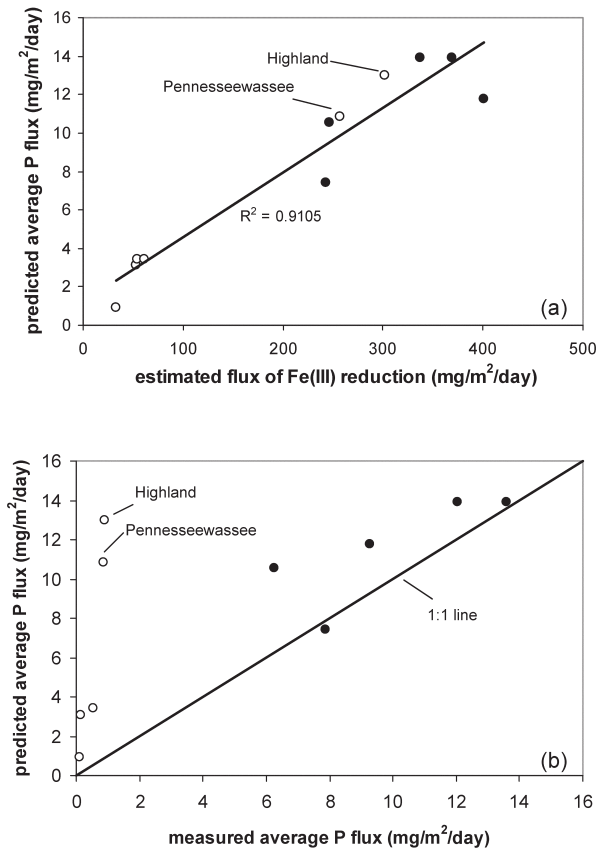 16
14
12
10
8
6
4
2
0
predicted average P flux (mg/m²/day)
Highland
Pennesseewassee
R² = 0.9105
(a)
0 100 200 300 400 500
estimated flux of Fe(III) reduction (mg/m²/day)
16
14
12
10
8
6
4
2
0
predicted average P flux (mg/m²/day)
Highland
Pennesseewassee
1:1 line
(b)
0 2 4 6 8 10 12 14 16
measured average P flux (mg/m²/day)